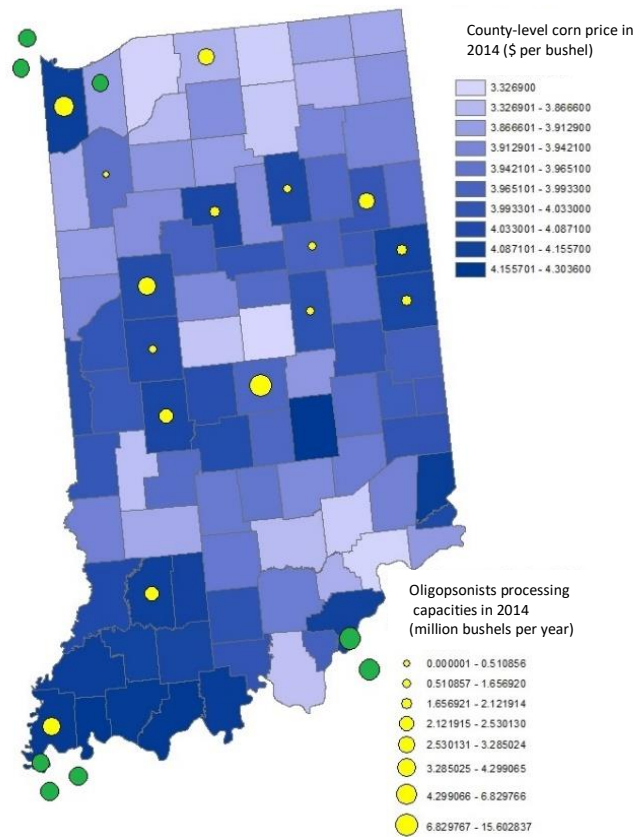 County-level corn price in
2014 ($ per bushel)
3.326900
3.326901 - 3.866600
3.866601 - 3.912900
3.912901 - 3.942100
3.942101 - 3.965100
3.965101 - 3.993300
3.993301 - 4.033000
4.033001 - 4.087100
4.087101 - 4.155700
4.155701 - 4.303600
Oligopsonists processing
capacities in 2014
(million bushels per year)
0.000001 - 0.510856
0.510857 - 1.656920
1.656921 - 2.121914
2.121915 - 2.530130
2.530131 - 3.285024
3.285025 - 4.299065
4.299066 - 6.829766
6.829767 - 15.602837